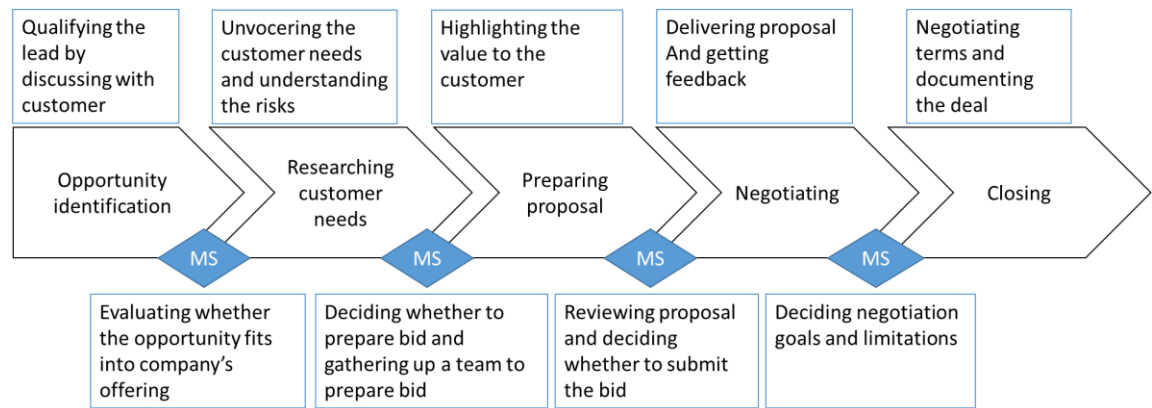 Qualifying the
lead by
discussing with
customer
Unvocering the
customer needs
and understanding
the risks
Highlighting the
value to the
customer
Delivering proposal
And getting
feedback
Negotiating
terms and
documenting
the deal
Opportunity
identification
Researching
customer
needs
Preparing
proposal
Negotiating
Closing
MS
MS
MS
MS
Evaluating whether
the opportunity fits
into company's
offering
Deciding whether to
prepare bid and
gathering up a team to
prepare bid
Reviewing proposal
and deciding
whether to submit
the bid
Deciding negotiation
goals and limitations